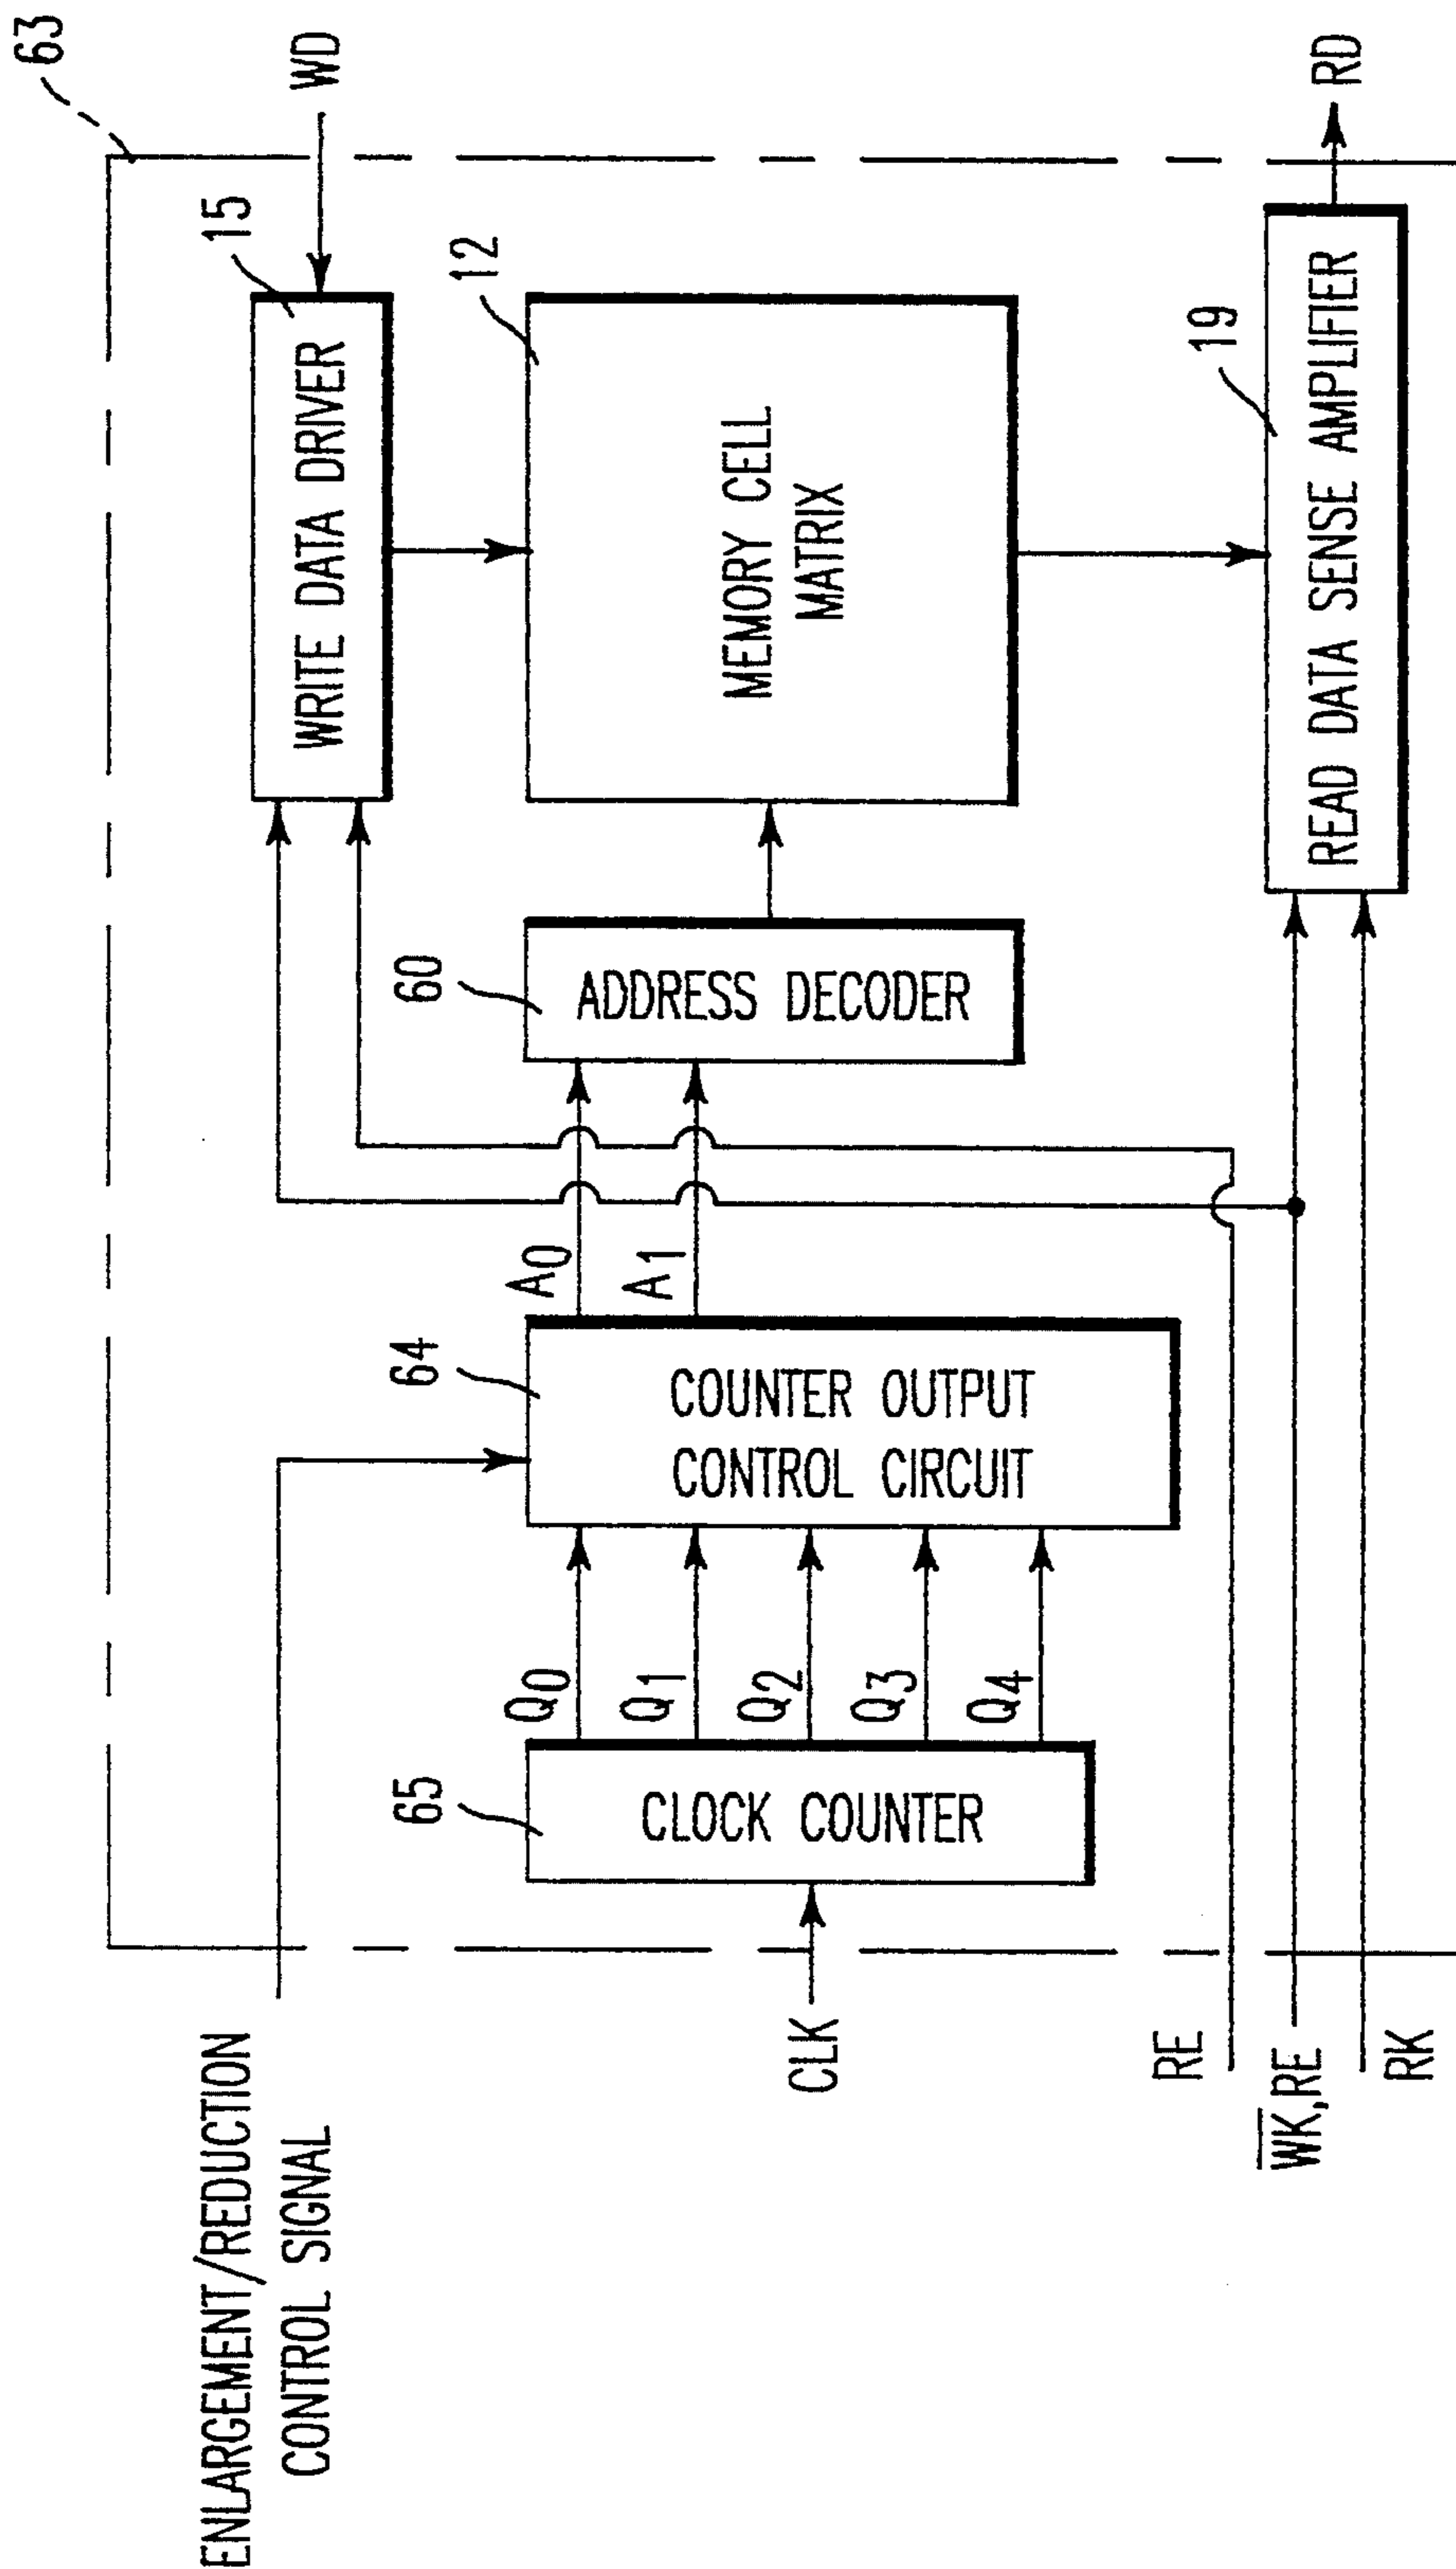 63
ENLARGEMENT/REDUCTION
CONTROL SIGNAL
15
WRITE DATA DRIVER
WD
65
CLOCK COUNTER
CLK
Q0
Q1
Q2
Q3
Q4
64
COUNTER OUTPUT
CONTROL CIRCUIT
A0
A1
60
ADDRESS DECODER
12
MEMORY CELL
MATRIX
RE
W̅K̅,RE
RK
19
READ DATA SENSE AMPLIFIER
RD